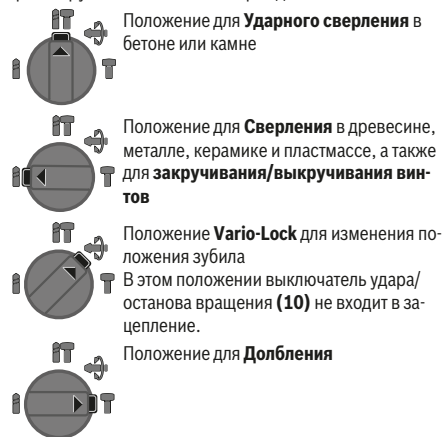 Положение для Ударного сверления в
бетоне или камне
Положение для Сверления в древесине,
металле, керамике и пластмассе, а также
для закручивания/выкручивания вин-
тов
Положение Vario-Lock для изменения по-
ложения зубила
В этом положении выключатель удара/
останова вращения (10) не входит в за-
цепление.
Положение для Долбления